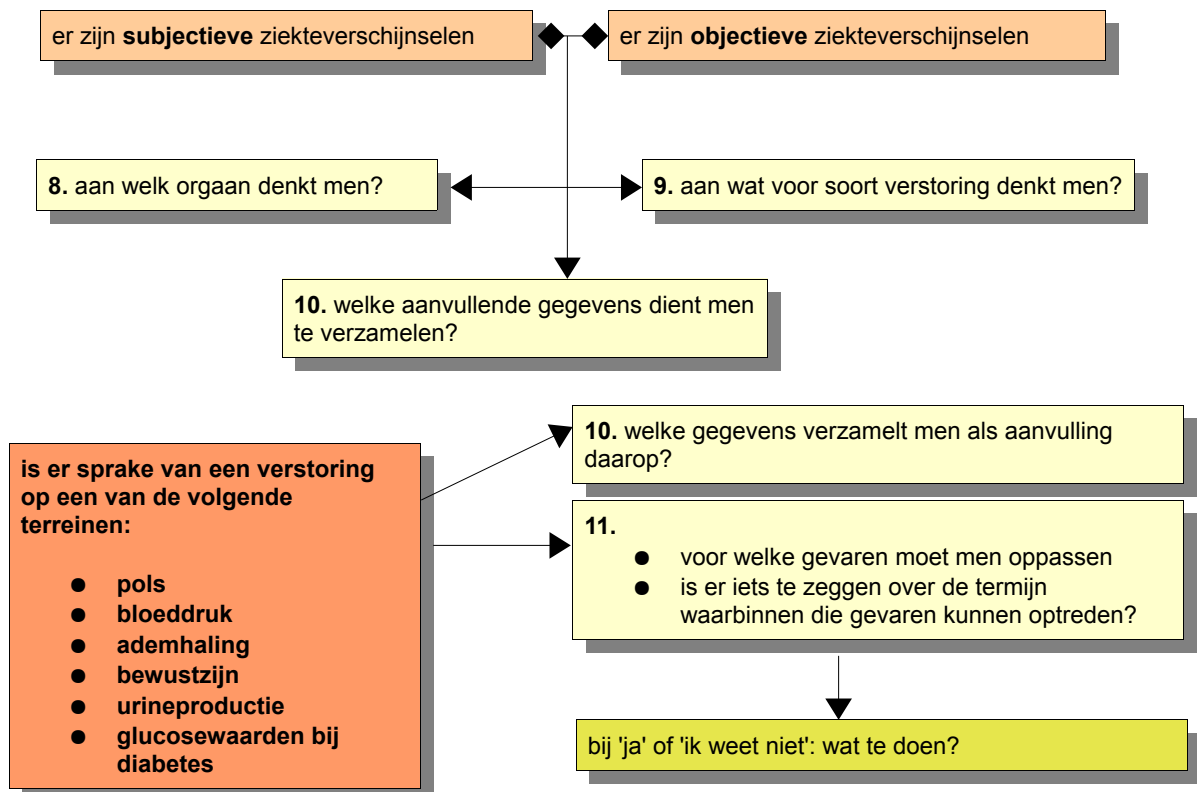 er zijn subjectieve ziekteverschijnselen
er zijn objectieve ziekteverschijnselen
8. aan welk orgaan denkt men?
9. aan wat voor soort verstoring denkt men?
10. welke aanvullende gegevens dient men
te verzamelen?
is er sprake van een verstoring
op een van de volgende
terreinen:
● pols
● bloeddruk
● ademhaling
● bewustzijn
● urineproductie
● glucosewaarden bij
diabetes
10. welke gegevens verzamelt men als aanvulling
daarop?
11.
● voor welke gevaren moet men oppassen
● is er iets te zeggen over de termijn
waarbinnen die gevaren kunnen optreden?
bij 'ja' of 'ik weet niet': wat te doen?